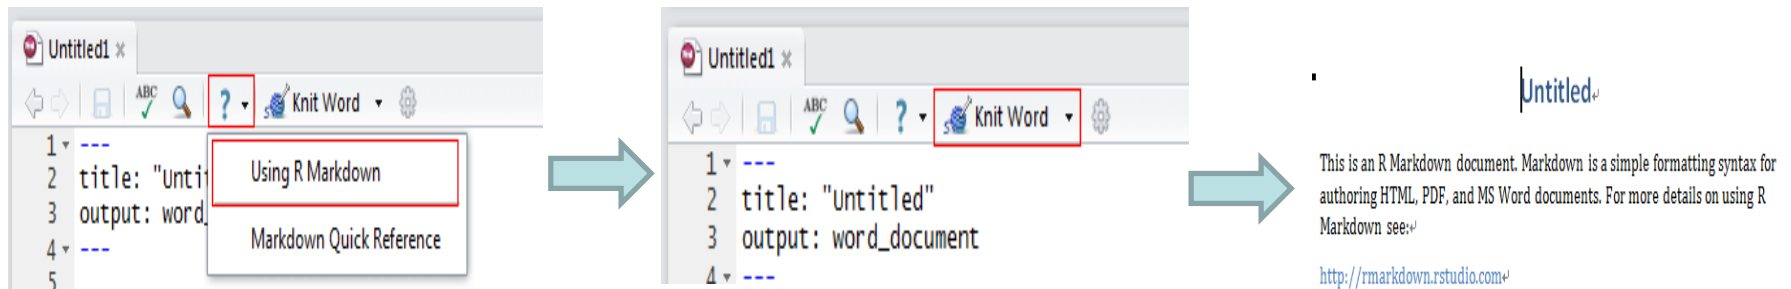 Untitled1
ABC
? Knit Word
1 ---
2 title: "Unti
3 output: word_
4 ---
5
Using R Markdown
Markdown Quick Reference
Untitled1
ABC
? Knit Word
1 ---
2 title: "Untitled"
3 output: word_document
4 ---
Untitled
This is an R Markdown document. Markdown is a simple formatting syntax for
authoring HTML, PDF, and MS Word documents. For more details on using R
Markdown see:
http://rmarkdown.rstudio.com